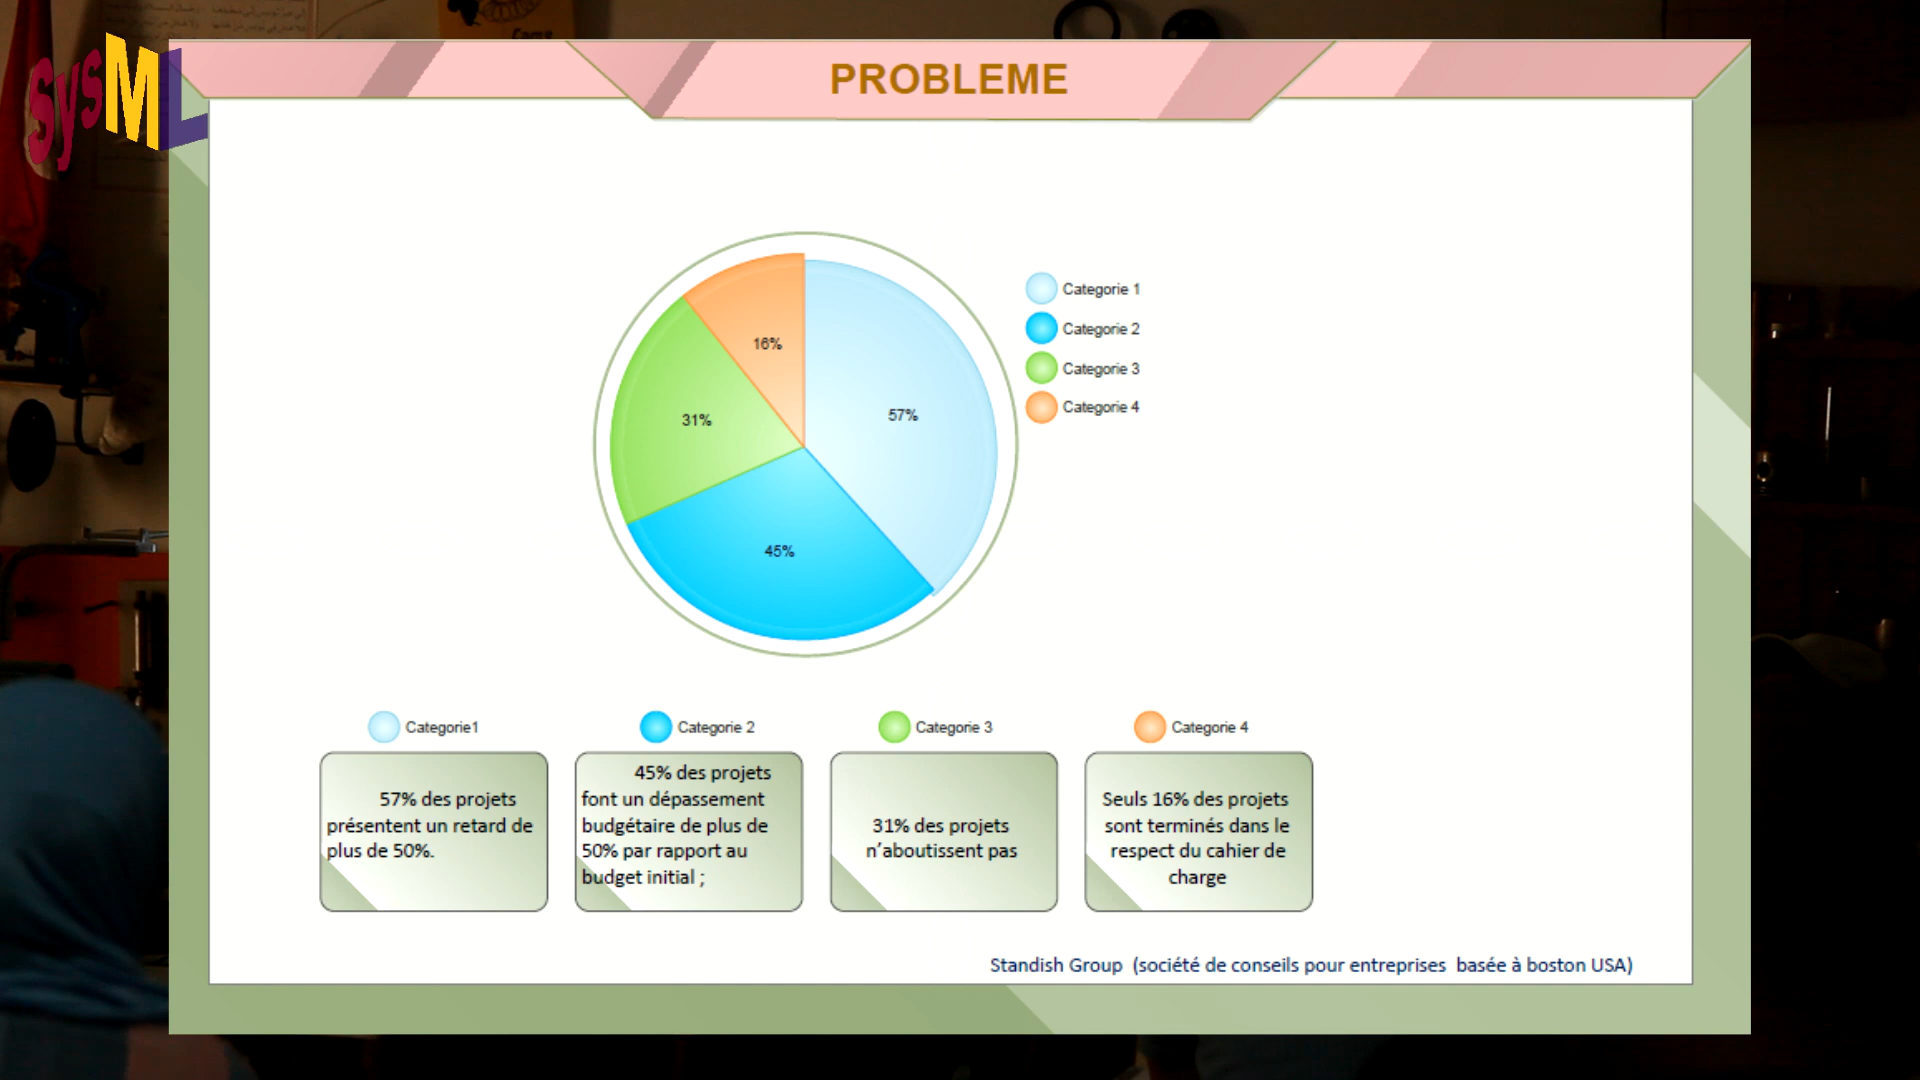 SysML
PROBLEME
Categorie 1
Categorie 2
Categorie 3
Categorie 4
16%
57%
31%
45%
Categorie1
57% des projets
présentent un retard de
plus de 50%.
Categorie 2
45% des projets
font un dépassement
budgétaire de plus de
50% par rapport au
budget initial ;
Categorie 3
31% des projets
n’aboutissent pas
Categorie 4
Seuls 16% des projets
sont terminés dans le
respect du cahier de
charge
Standish Group (société de conseils pour entreprises basée à boston USA)